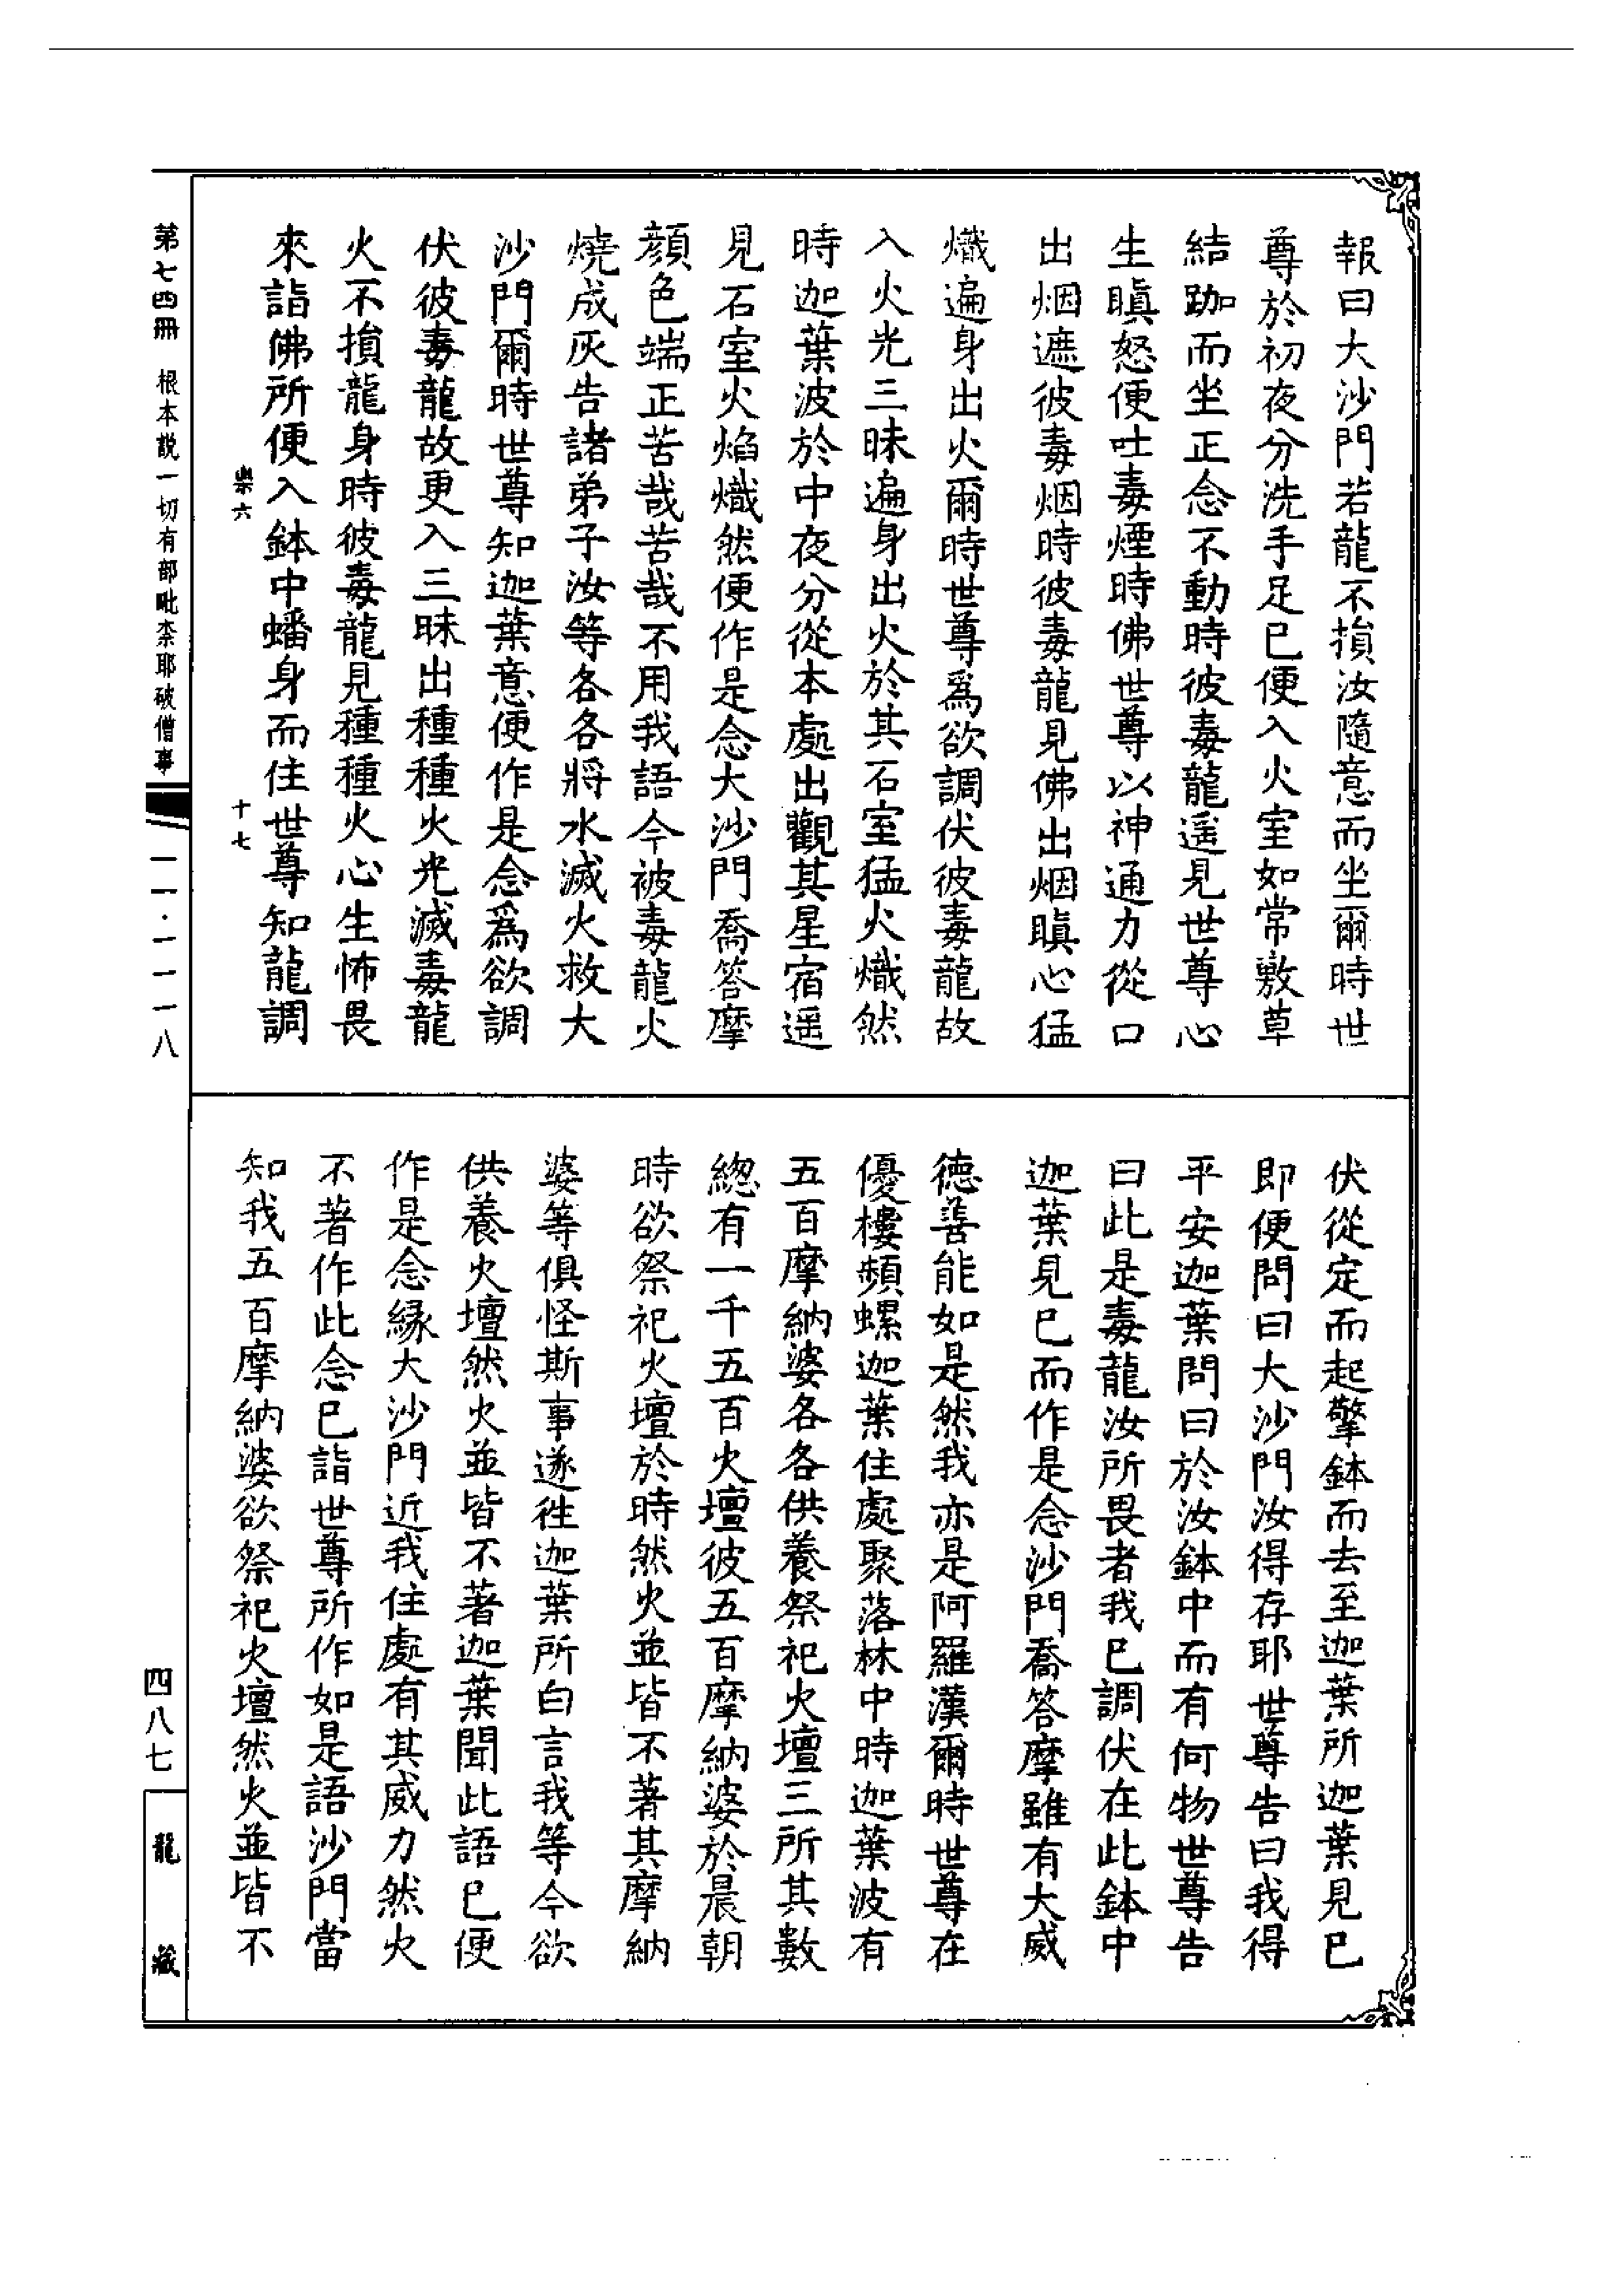 報曰大沙門若龍不損汝隨意而坐爾時世
尊於初夜分洗手足已便入火室如常敷草
結跏而坐正念不動時彼毒龍遥見世尊心
生瞋怒便吐毒煙時佛世尊以神通力從口
出烟遮彼毒烟時彼毒龍見佛出烟瞋心猛
熾遍身出火爾時世尊爲欲調伏彼毒龍故
入火光三昧遍身出火於其石室猛火熾然
時迦葉波於中夜分從本處出觀其星宿遥
見石室火焰熾然便作是念大沙門喬答摩
顔色端正苦哉苦哉不用我語今被毒龍火
燒成灰告諸弟子汝等各各將水滅火救大
沙門爾時世尊知迦葉意便作是念爲欲調
伏彼毒龍故更入三昧出種種火光滅毒龍
火不損龍身時彼毒龍見種種火心生怖畏
來詣佛所便入鉢中蟠身而住世尊知龍調
樂六 十七
伏從定而起擎鉢而去至迦葉所迦葉見已
即便問曰大沙門汝得存耶世尊告曰我得
平安迦葉問曰於汝鉢中而有何物世尊告
曰此是毒龍汝所畏者我已調伏在此鉢中
迦葉見已而作是念沙門喬答摩雖有大威
德善能如是然我亦是阿羅漢爾時世尊在
優樓頻螺迦葉住處聚落林中時迦葉波有
五百摩納婆各各供養祭祀火壇三所其數
總有一千五百火壇彼五百摩納婆於晨朝
時欲祭祀火壇於時然火並皆不著其摩納
婆等俱怪斯事遂徃迦葉所白言我等今欲
供養火壇然火並皆不著迦葉聞此語已便
作是念緣大沙門近我住處有其威力然火
不著作此念已詣世尊所作如是語沙門當
知我五百摩納婆欲祭祀火壇然火並皆不
第七四冊 根本說一切有部毗奈耶破僧事
一一·一一一八
四八七
龍藏